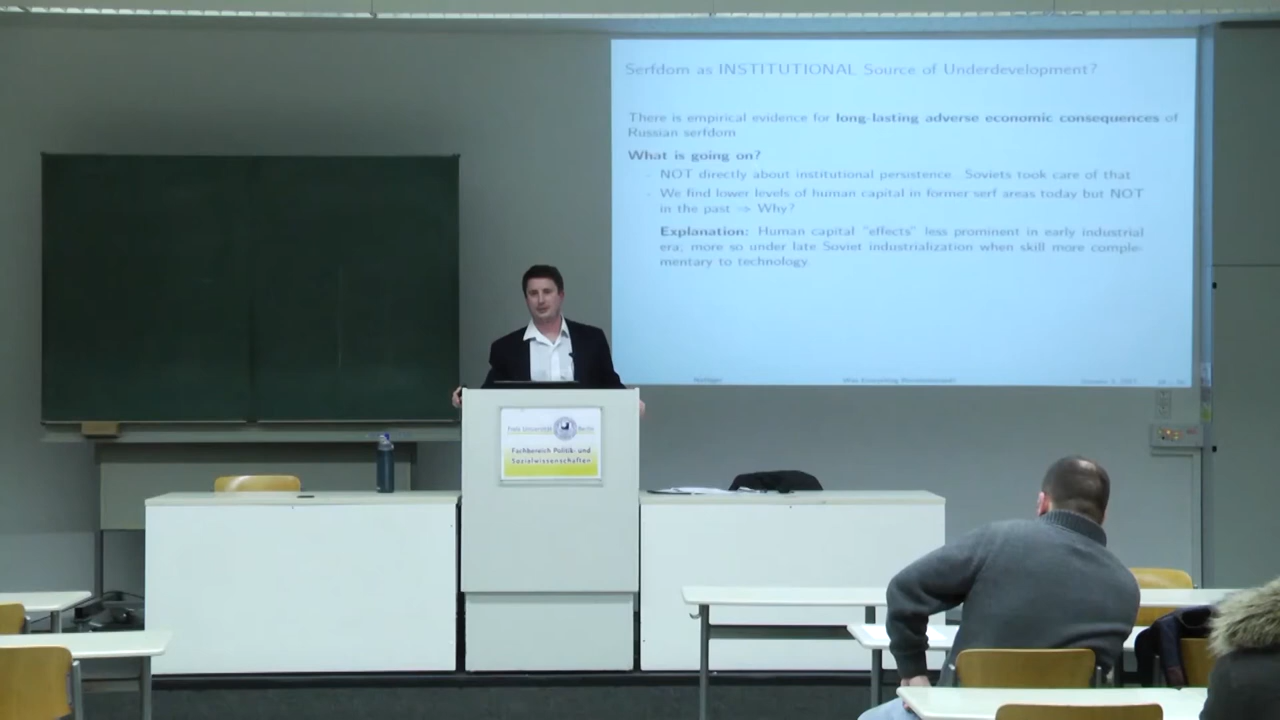 Serfdom as INSTITUTIONAL Source of Underdevelopment?
There is empirical evidence for long-lasting adverse economic consequences of
Russian serfdom
What is going on?
NOT directly about institutional persistence...Soviets took care of that
We find lower levels of human capital in former serf areas today but NOT
in the past ⇒ Why?
Explanation: Human capital "effects" less prominent in early industrial
era; more so under late Soviet industrialization when skill more comple-
mentary to technology.
Freie Universität Berlin
Fachbereich Politik- und
Sozialwissenschaften